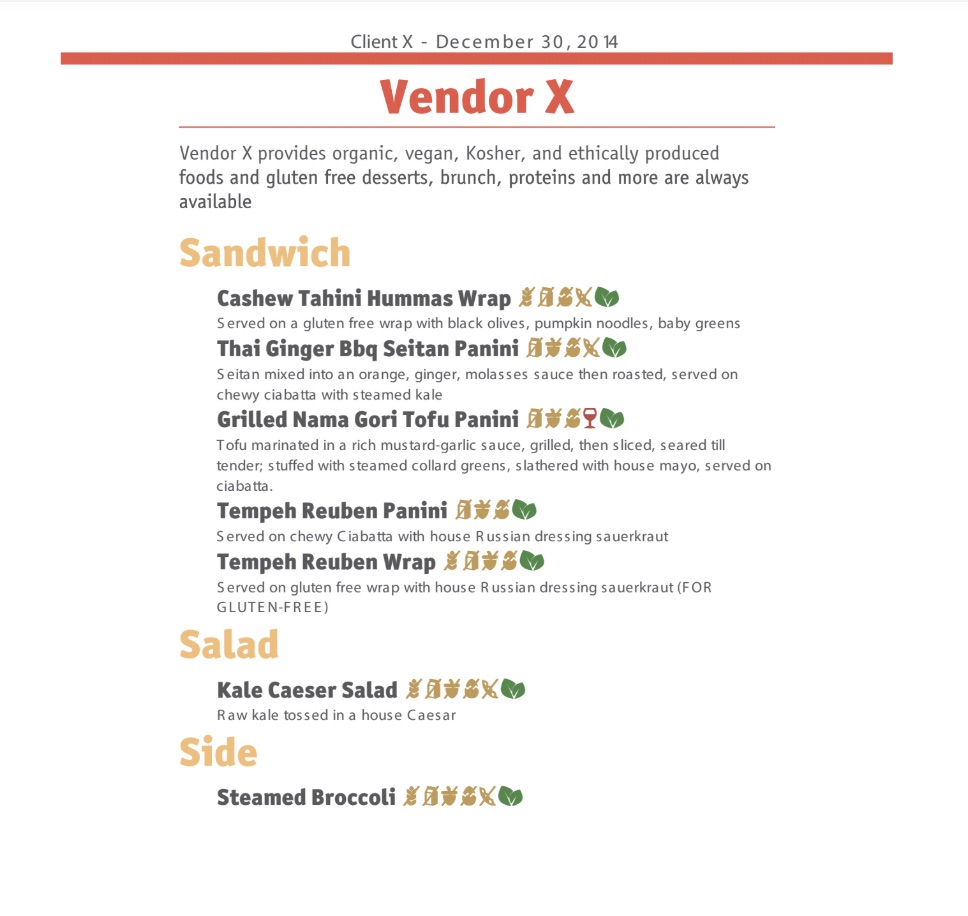 Client X - December 30, 2014
Vendor X
Vendor X provides organic, vegan, Kosher, and ethically produced
foods and gluten free desserts, brunch, proteins and more are always
available
Sandwich
Cashew Tahini Hummas Wrap
Served on a gluten free wrap with black olives, pumpkin noodles, baby greens
Thai Ginger Bbq Seitan Panini
Seitan mixed into an orange, ginger, molasses sauce then roasted, served on
chewy ciabatta with steamed kale
Grilled Nama Gori Tofu Panini
Tofu marinated in a rich mustard-garlic sauce, grilled, then sliced, seared till
tender; stuffed with steamed collard greens, slathered with house mayo, served on
ciabatta.
Tempeh Reuben Panini
Served on chewy Ciabatta with house Russian dressing sauerkraut
Tempeh Reuben Wrap
Served on gluten free wrap with house Russian dressing sauerkraut (FOR
GLUTEN-FREE)
Salad
Kale Caeser Salad
Raw kale tossed in a house Caesar
Side
Steamed Broccoli